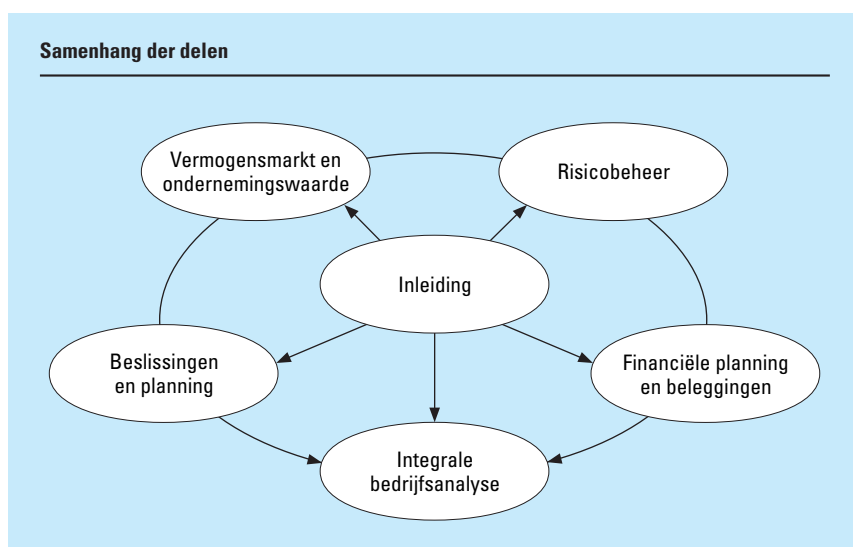 Samenhang der delen
Vermogensmarkt en
ondernemingswaarde
Risicobeheer
Inleiding
Beslissingen
en planning
Financiële planning
en beleggingen
Integrale
bedrijfsanalyse